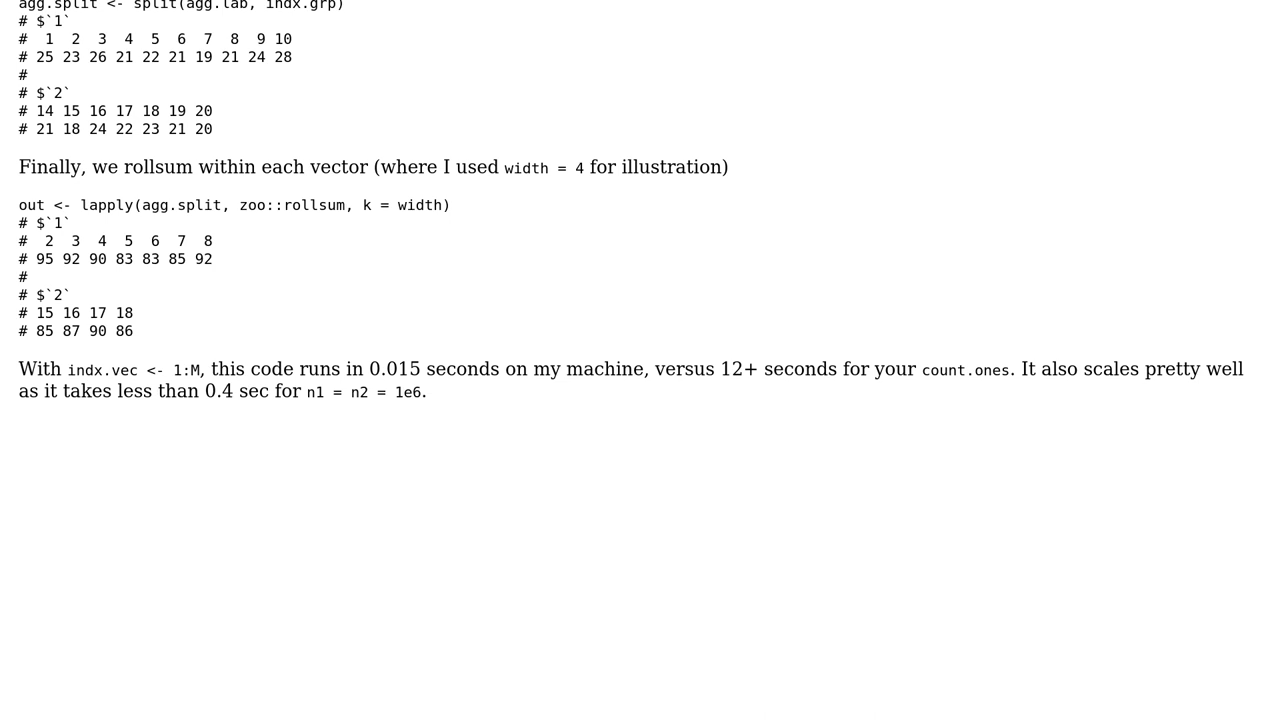 agg.split <- split(agg.lab, indx.grp)
# $`1`
#  1  2  3  4  5  6  7  8  9 10
# 25 23 26 21 22 21 19 21 24 28
#
# $`2`
# 14 15 16 17 18 19 20
# 21 18 24 22 23 21 20
Finally, we rollsum within each vector (where I used width = 4 for illustration)
out <- lapply(agg.split, zoo::rollsum, k = width)
# $`1`
#  2  3  4  5  6  7  8
# 95 92 90 83 83 85 92
#
# $`2`
# 15 16 17 18
# 85 87 90 86
With indx.vec <- 1:M, this code runs in 0.015 seconds on my machine, versus 12+ seconds for your count.ones. It also scales pretty well
as it takes less than 0.4 sec for n1 = n2 = 1e6.